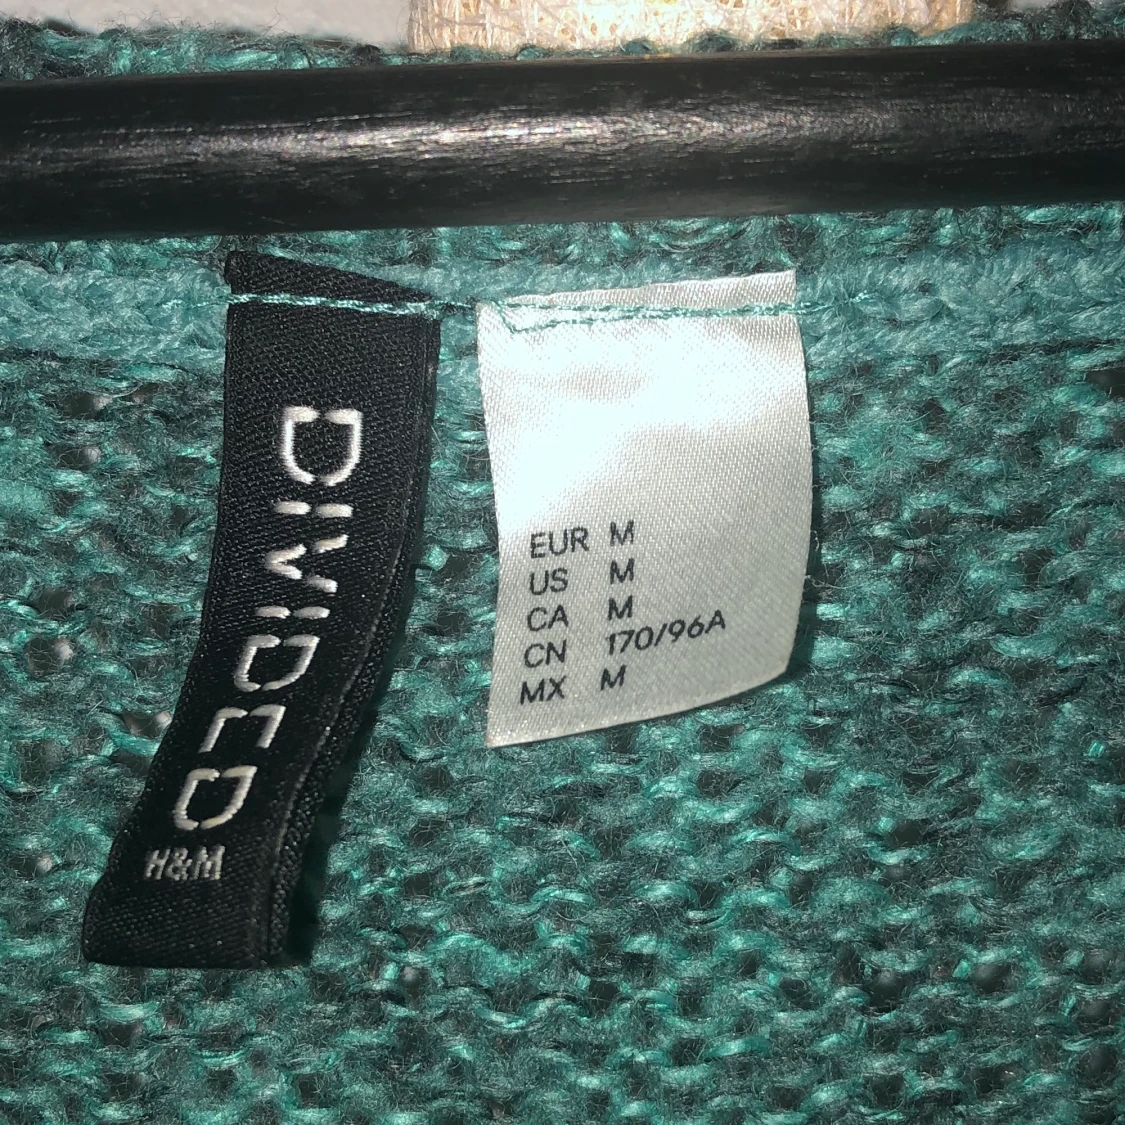 DIVIDED
H&M
EUR M
US M
CA M
CN 170/96A
MX M